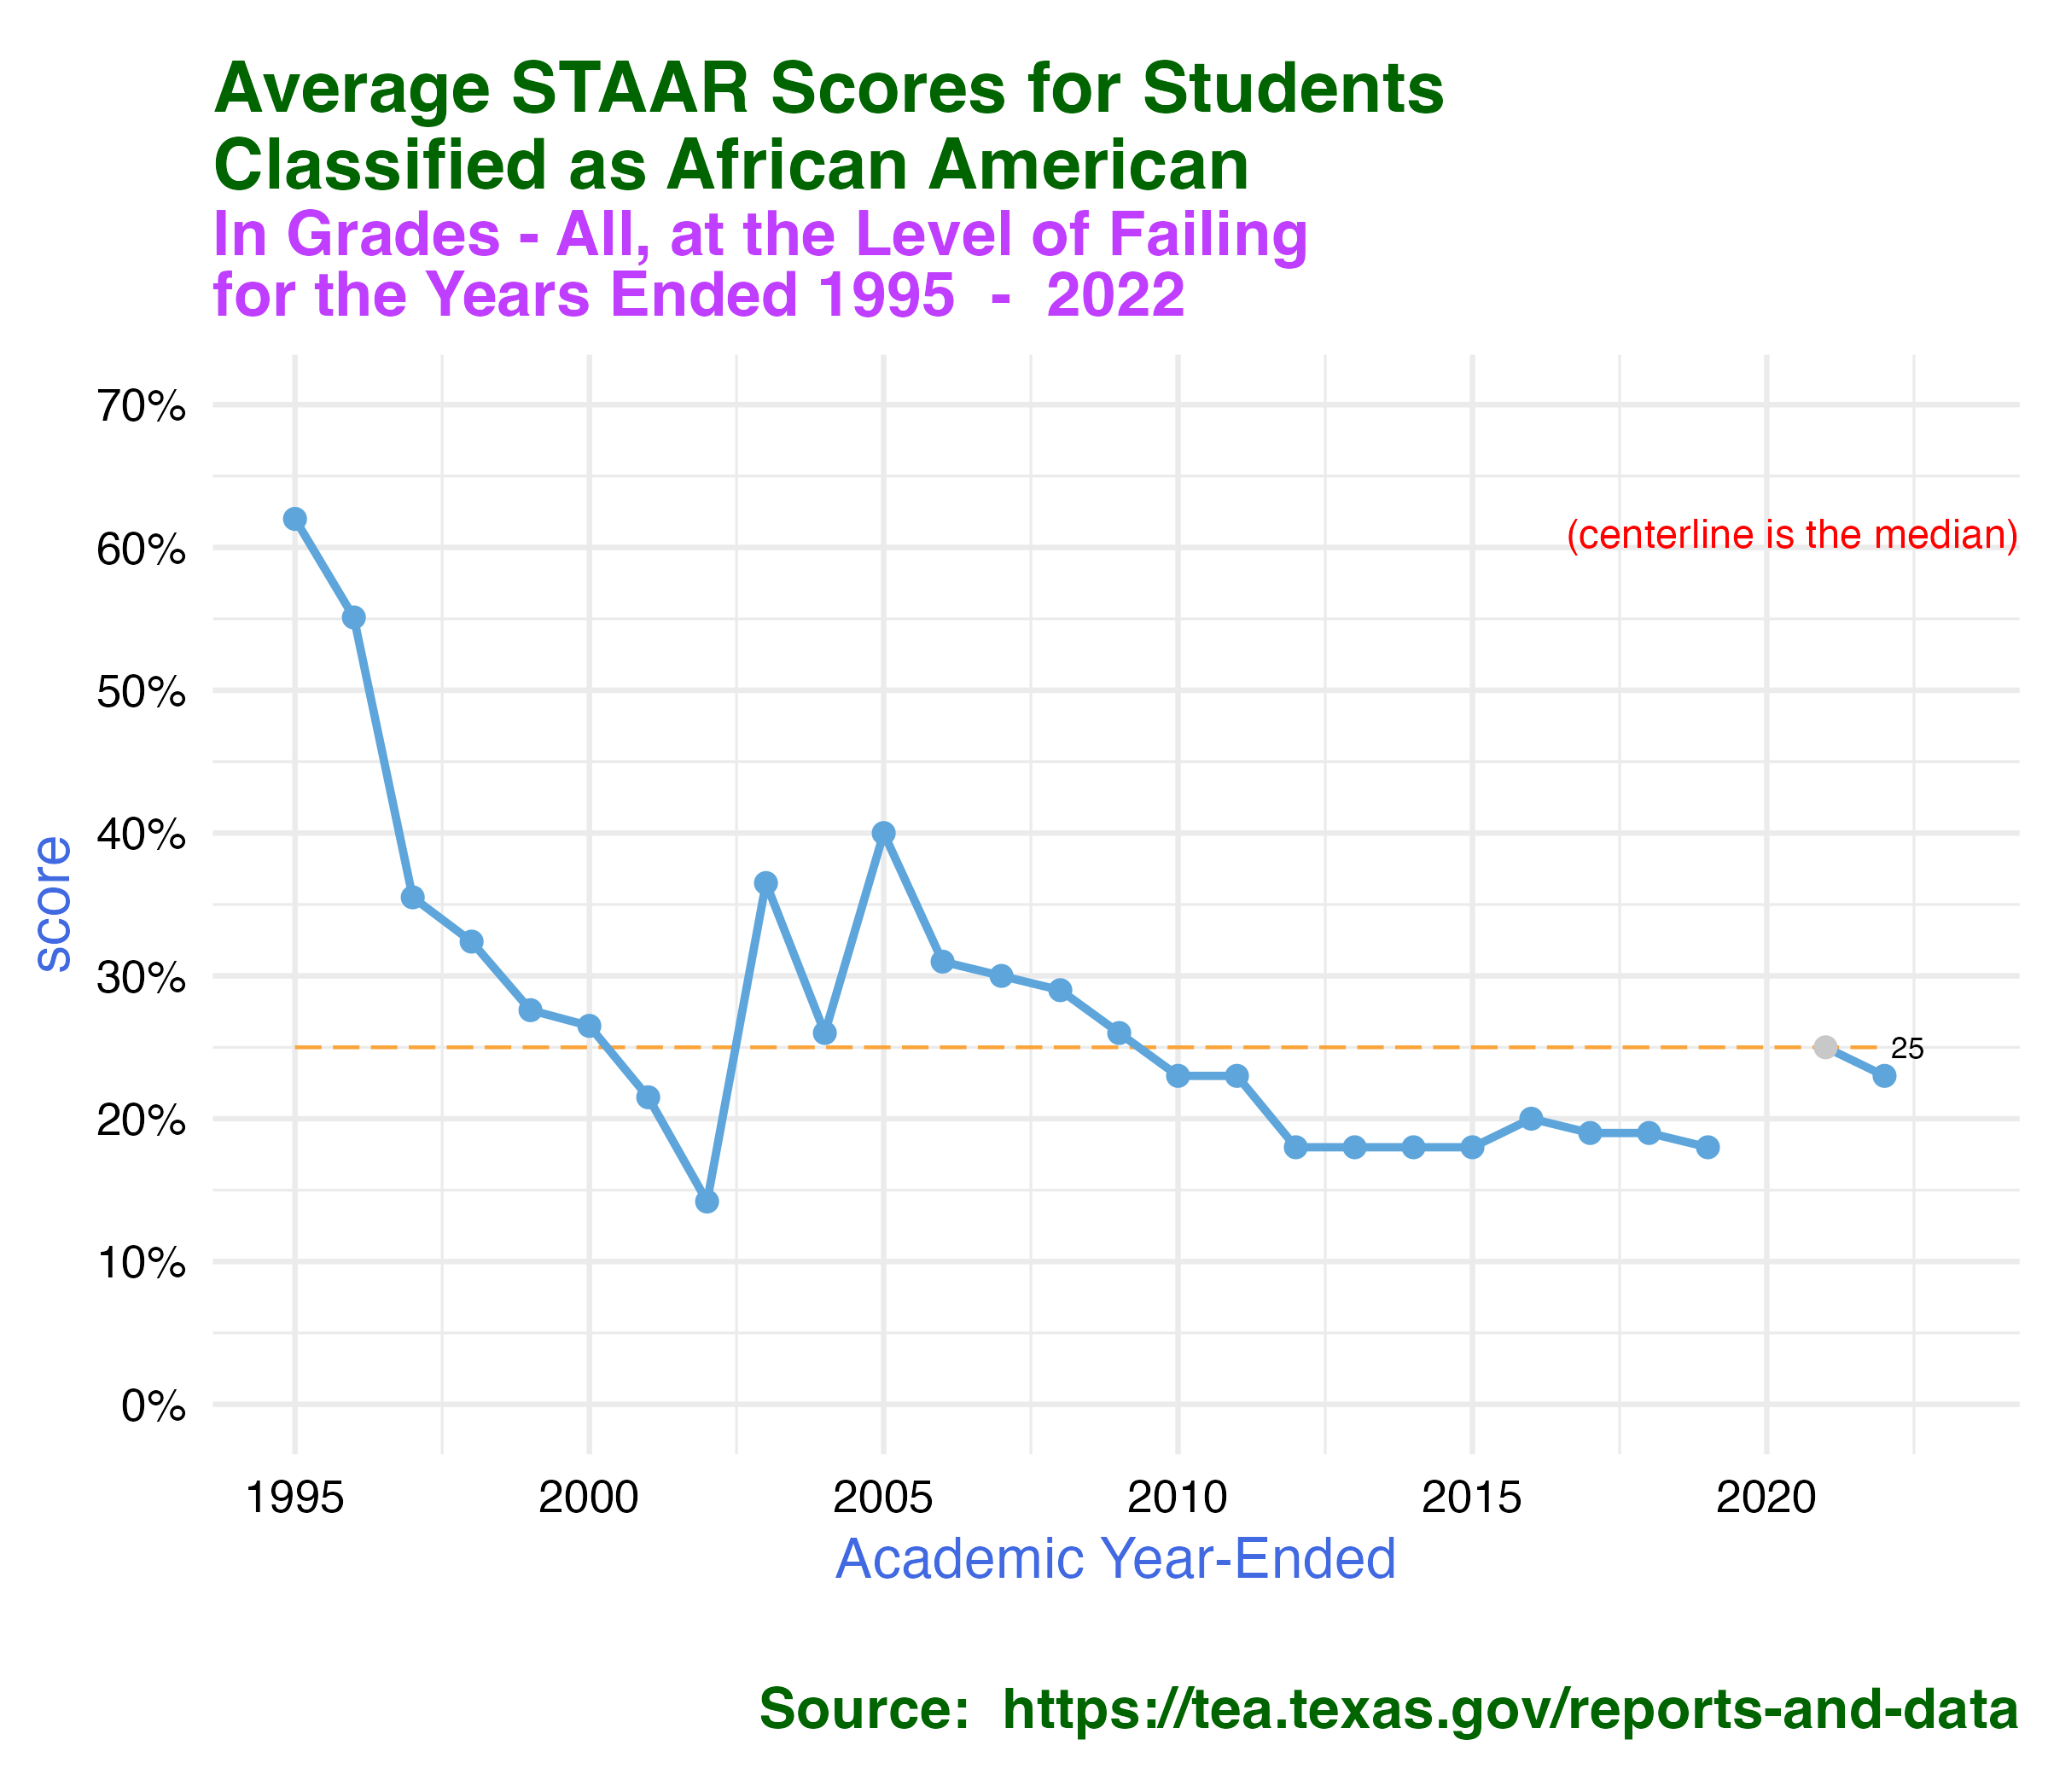 Average STAAR Scores for Students
Classified as African American
In Grades - All, at the Level of Failing
for the Years Ended 1995  -  2022
70%
(centerline is the median)
60%
50%
40%
score
30%
25
20%
10%
0%
1995 2000 2005 2010 2015 2020
Academic Year-Ended
Source:  https://tea.texas.gov/reports-and-data